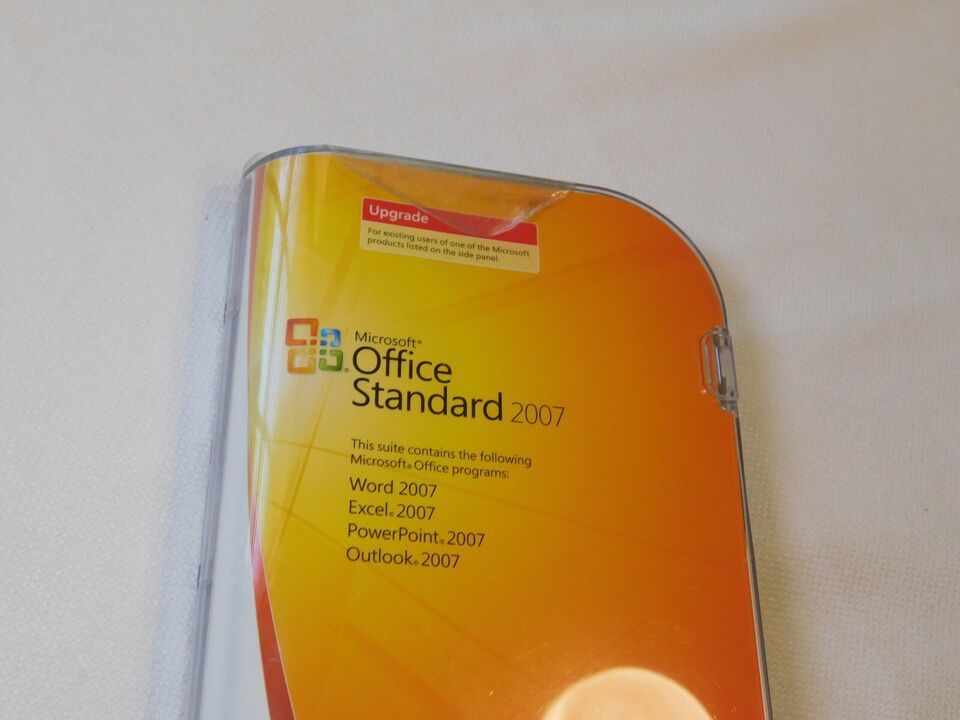 Upgrade
For existing users of one of the Microsoft
products listed on the side panel.
Microsoft®
Office
Standard 2007
This suite contains the following
Microsoft® Office programs:
Word 2007
Excel® 2007
PowerPoint® 2007
Outlook® 2007